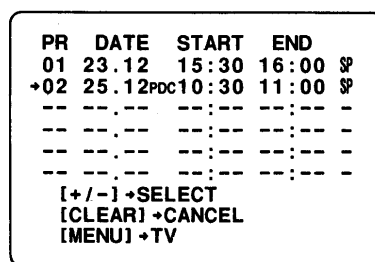 PR DATE START END
01 23.12 15:30 16:00 SP
→02 25.12PDC10:30 11:00 SP
-- --.-- --:-- --:-- -
-- --.-- --:-- --:-- -
-- --.-- --:-- --:-- -
-- --.-- --:-- --:-- -
[+/-]→SELECT
[CLEAR]→CANCEL
[MENU]→TV